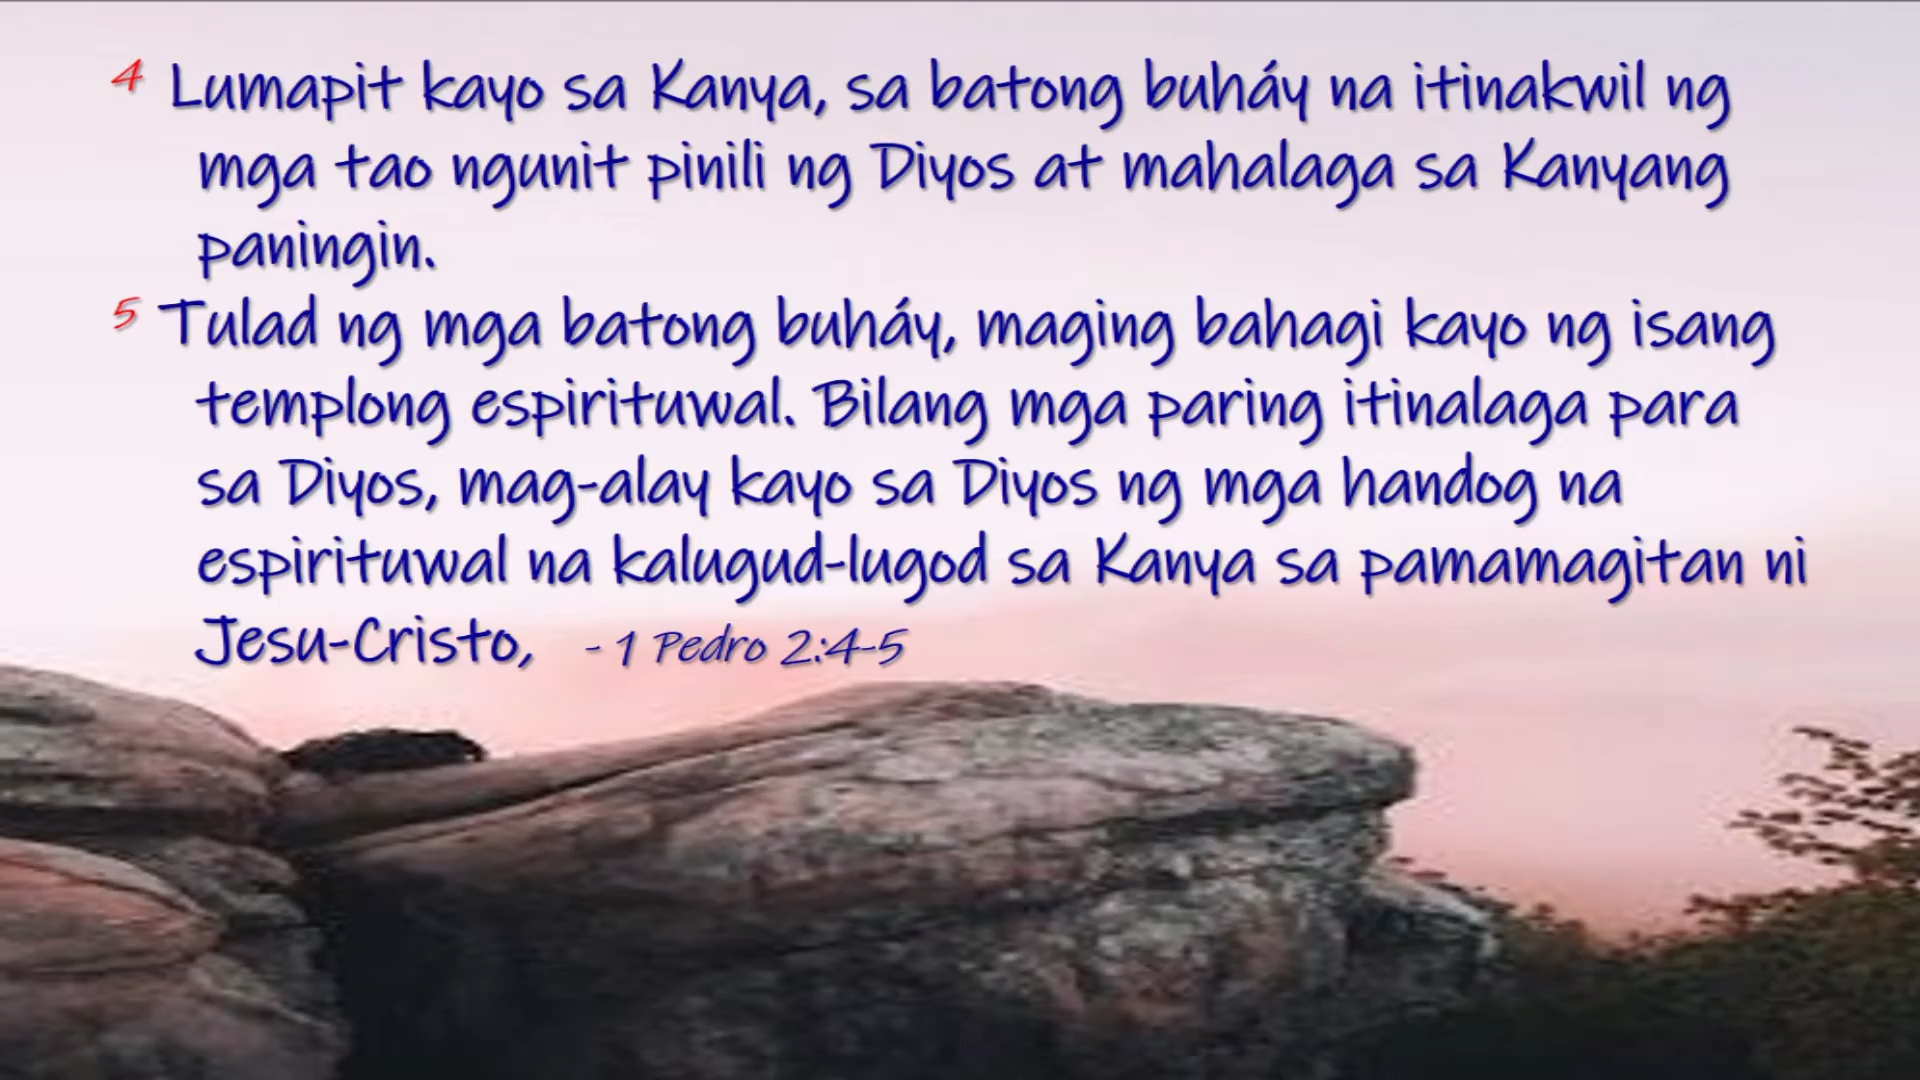 4 Lumapit kayo sa Kanya, sa batong buháy na itinakwil ng
mga tao ngunit pinili ng Diyos at mahalaga sa Kanyang
paningin.
5 Tulad ng mga batong buháy, maging bahagi kayo ng isang
templong espirituwal. Bilang mga paring itinalaga para
sa Diyos, mag-alay kayo sa Diyos ng mga handog na
espirituwal na kalugud-lugod sa Kanya sa pamamagitan ni
Jesu-Cristo, - 1 Pedro 2:4-5